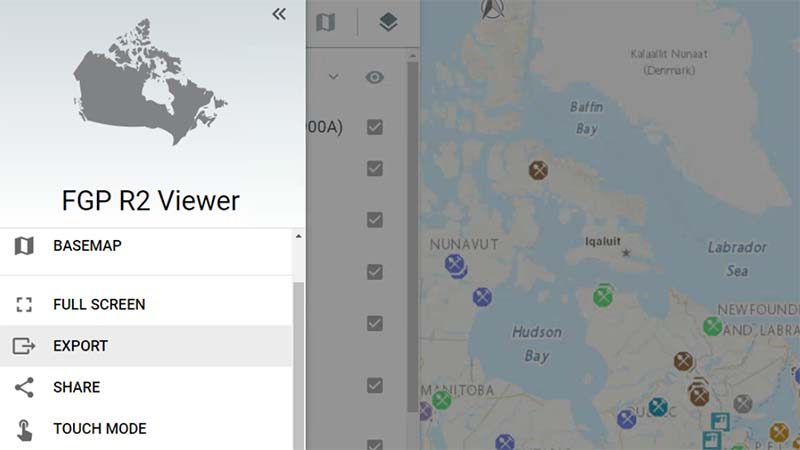 FGP R2 Viewer
BASEMAP
FULL SCREEN
EXPORT
SHARE
TOUCH MODE
00A)
Kalaallit Nunaat
(Denmark)
Baffin
Bay
NUNAVUT
Iqaluit
Labrador
Sea
NEWFOUND
AND LABRA
Hudson
Bay
MANITOBA